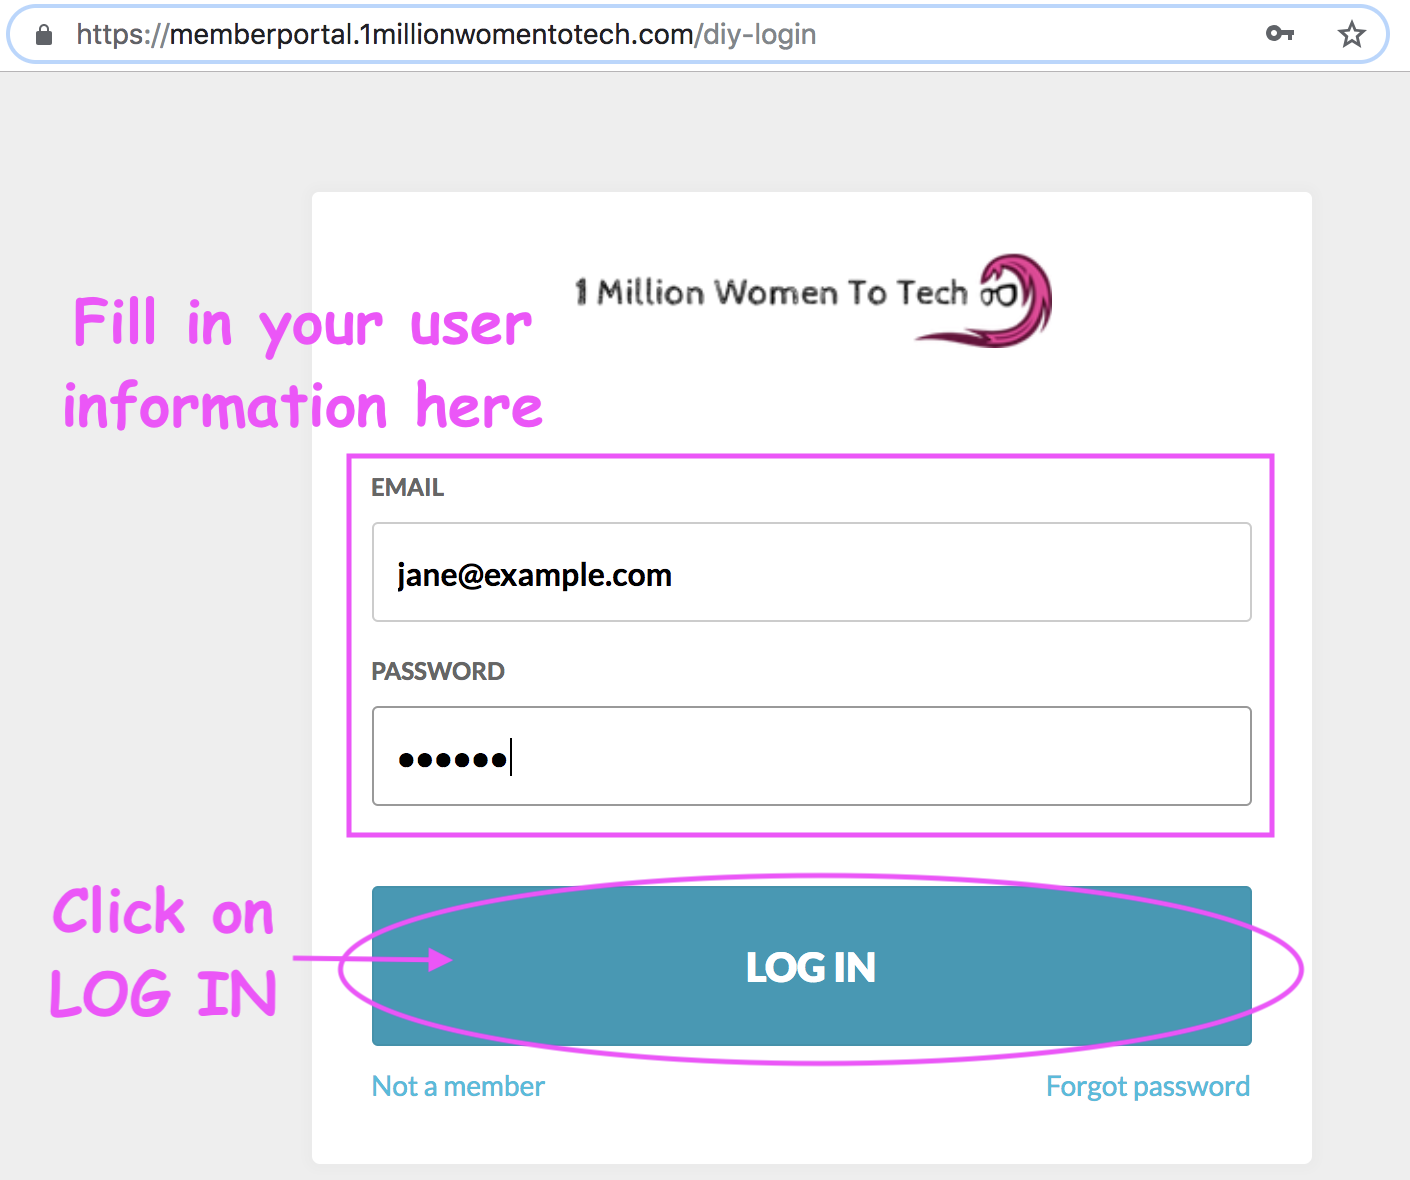 https://memberportal.1millionwomentotech.com/diy-login
1 Million Women To Tech
Fill in your user
information here
EMAIL
jane@example.com
PASSWORD
••••••
Click on
LOG IN
LOG IN
Not a member
Forgot password